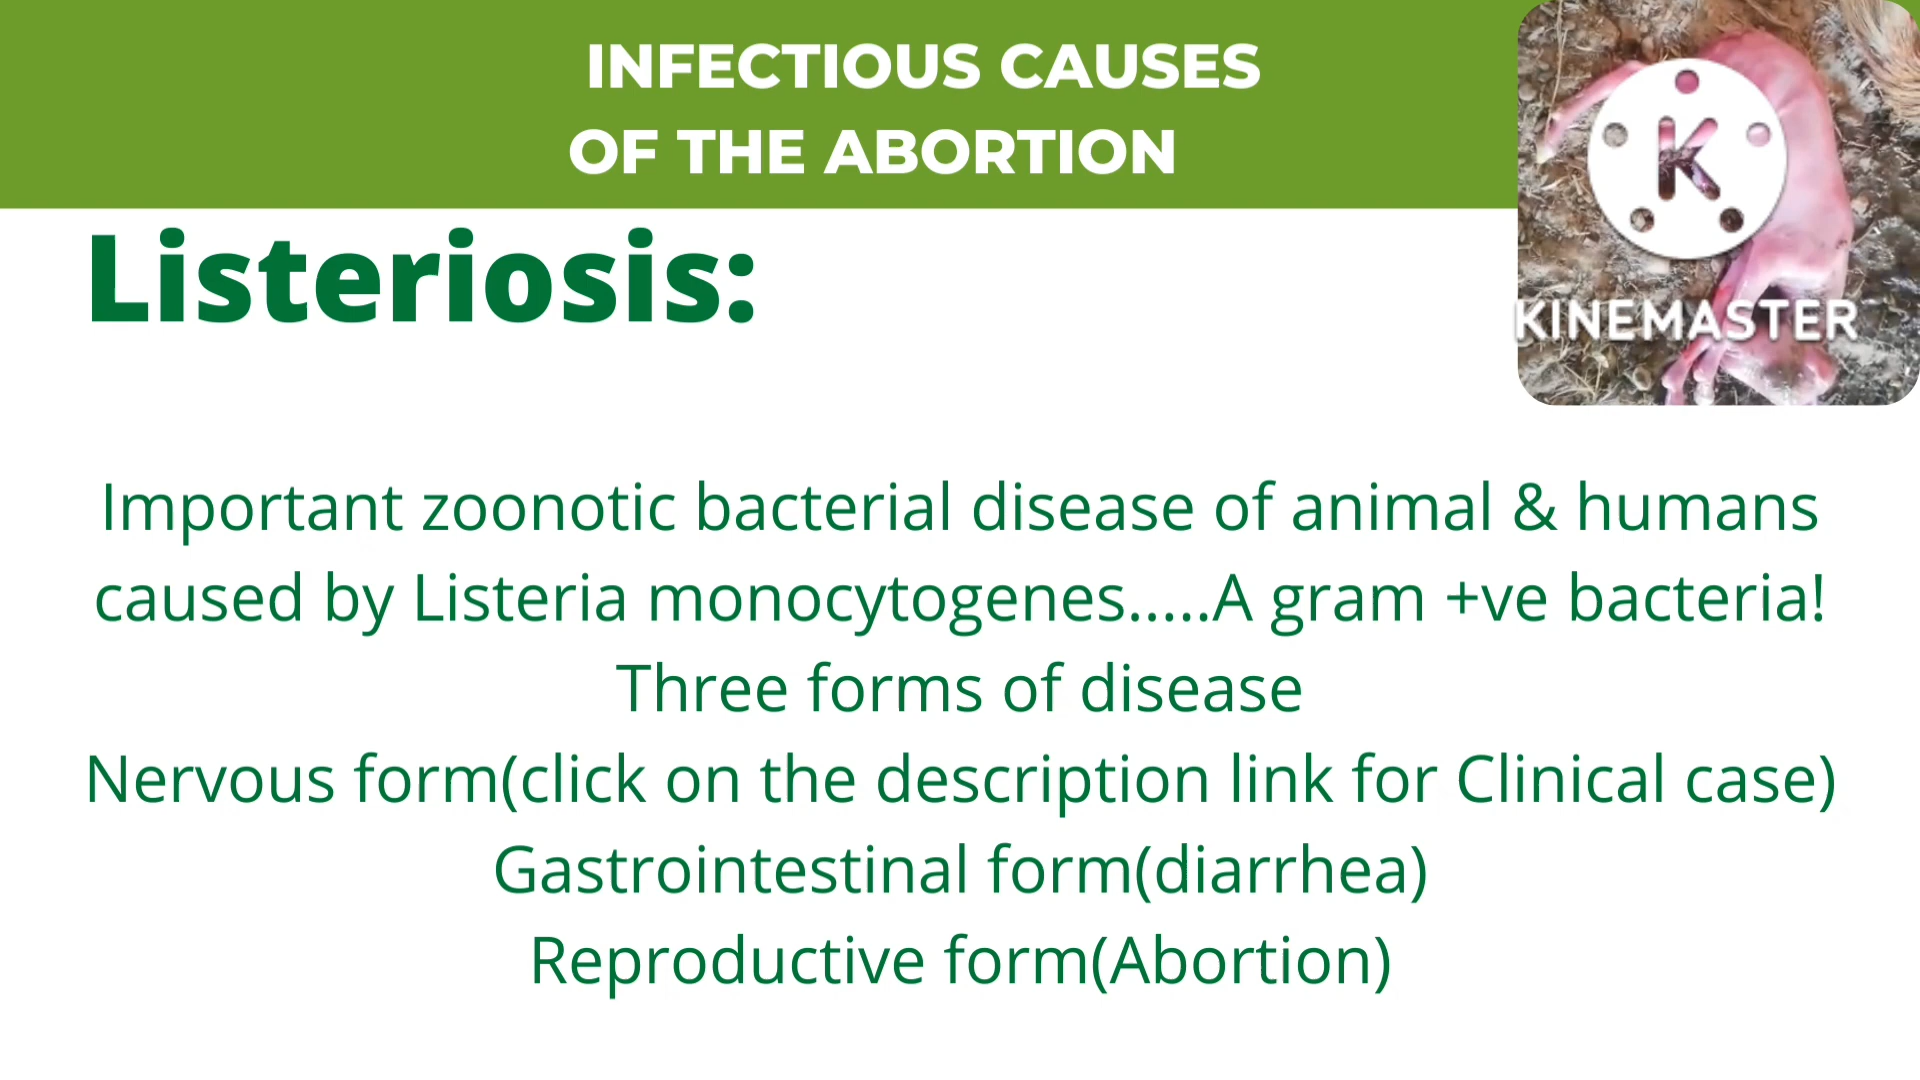 INFECTIOUS CAUSES
OF THE ABORTION
K
KINEMASTER
Listeriosis:
Important zoonotic bacterial disease of animal & humans
caused by Listeria monocytogenes.....A gram +ve bacteria!
Three forms of disease
Nervous form(click on the description link for Clinical case)
Gastrointestinal form(diarrhea)
Reproductive form(Abortion)